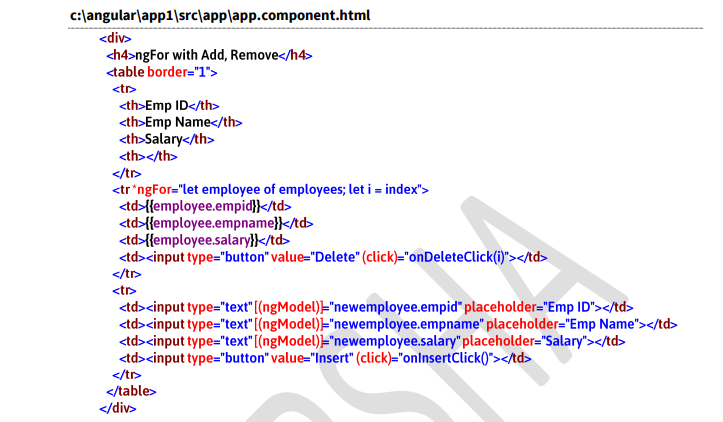 c:\angular\app1\src\app\app.component.html
<div>
<h4>ngFor with Add, Remove</h4>
<table border="1">
<tr>
<th>Emp ID</th>
<th>Emp Name</th>
<th>Salary</th>
<th></th>
</tr>
<tr *ngFor="let employee of employees; let i = index">
<td>{{employee.empid}}</td>
<td>{{employee.empname}}</td>
<td>{{employee.salary}}</td>
<td><input type="button" value="Delete" (click)="onDeleteClick(i)"></td>
</tr>
<tr>
<td><input type="text" [(ngModel)]="newemployee.empid" placeholder="Emp ID"></td>
<td><input type="text" [(ngModel)]="newemployee.empname" placeholder="Emp Name"></td>
<td><input type="text" [(ngModel)]="newemployee.salary" placeholder="Salary"></td>
<td><input type="button" value="Insert" (click)="onInsertClick()"></td>
</tr>
</table>
</div>